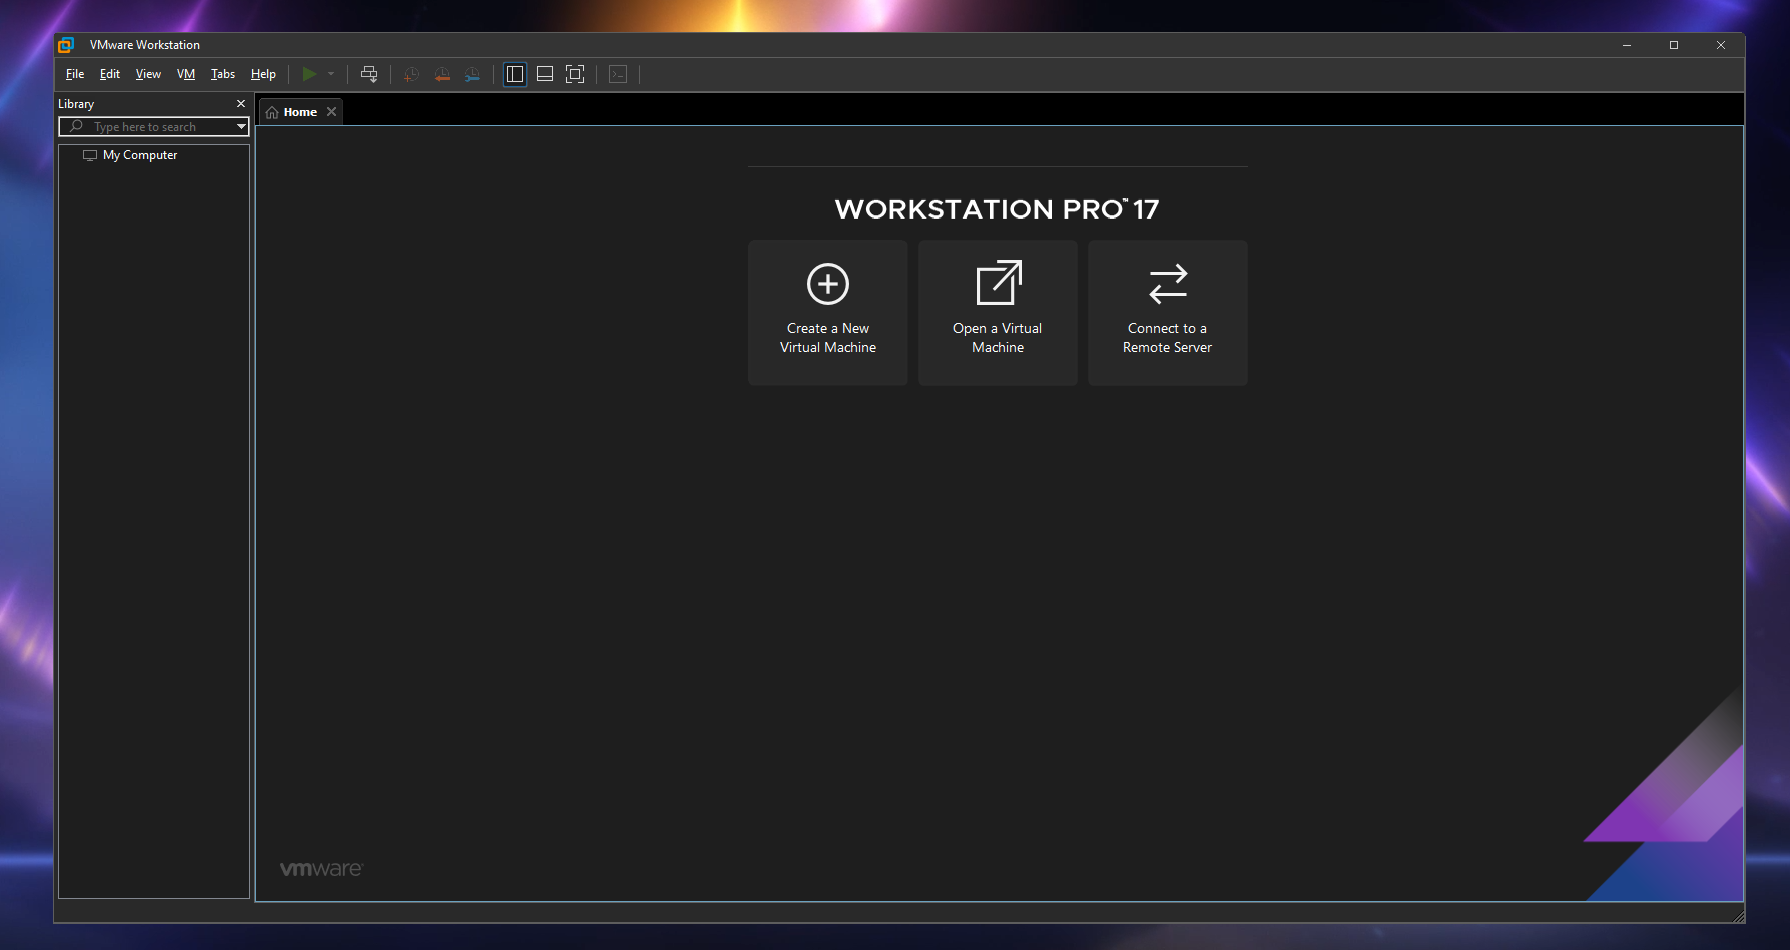 VMware Workstation
File Edit View VM Tabs Help
Library
Type here to search
My Computer
Home
WORKSTATION PRO™ 17
Create a New
Virtual Machine
Open a Virtual
Machine
Connect to a
Remote Server
vmware®